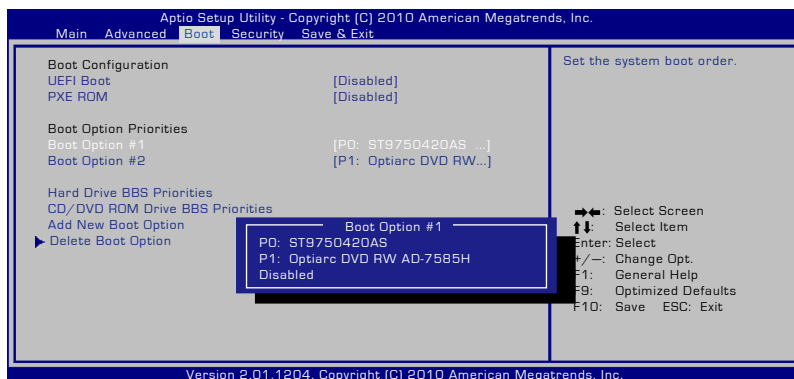 Aptio Setup Utility - Copyright (C) 2010 American Megatrends, Inc.
Main Advanced Boot Security Save & Exit
Boot Configuration
UEFI Boot [Disabled]
PXE ROM [Disabled]
Boot Option Priorities
Boot Option #1 [P0: ST9750420AS ...]
Boot Option #2 [P1: Optiarc DVD RW...]
Hard Drive BBS Priorities
CD/DVD ROM Drive BBS Priorities
Add New Boot Option
Delete Boot Option
Boot Option #1
P0: ST9750420AS
P1: Optiarc DVD RW AD-7585H
Disabled
Set the system boot order.
→←: Select Screen
↑↓: Select Item
Enter: Select
+/—: Change Opt.
F1: General Help
F9: Optimized Defaults
F10: Save ESC: Exit
Version 2.01.1204. Copyright (C) 2010 American Megatrends, Inc.